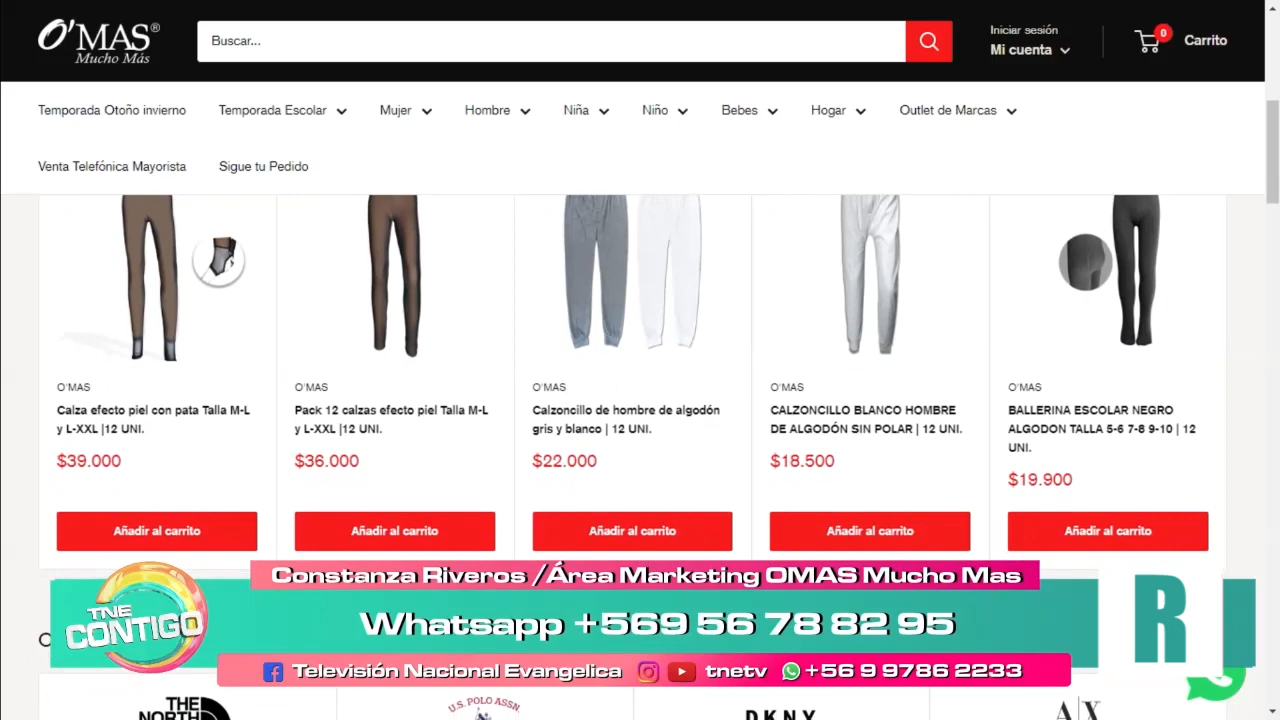 O'MAS®
Mucho Más
Buscar...
Iniciar sesión
Mi cuenta
0
Carrito
Temporada Otoño invierno
Temporada Escolar
Mujer
Hombre
Niña
Niño
Bebes
Hogar
Outlet de Marcas
Venta Telefónica Mayorista
Sigue tu Pedido
O'MAS
Calza efecto piel con pata Talla M-L
y L-XXL |12 UNI.
$39.000
Añadir al carrito
O'MAS
Pack 12 calzas efecto piel Talla M-L
y L-XXL |12 UNI.
$36.000
Añadir al carrito
O'MAS
Calzoncillo de hombre de algodón
gris y blanco | 12 UNI.
$22.000
Añadir al carrito
O'MAS
CALZONCILLO BLANCO HOMBRE
DE ALGODÓN SIN POLAR | 12 UNI.
$18.500
Añadir al carrito
O'MAS
BALLERINA ESCOLAR NEGRO
ALGODON TALLA 5-6 7-8 9-10 | 12
UNI.
$19.900
Añadir al carrito
TNE
CONTIGO
Constanza Riveros /Área Marketing OMAS Mucho Mas
Whatsapp +569 56 78 82 95
Televisión Nacional Evangelica
tnetv
+56 9 9786 2233
THE
NORTH
U.S. POLO ASSN.
DKNY
A|X